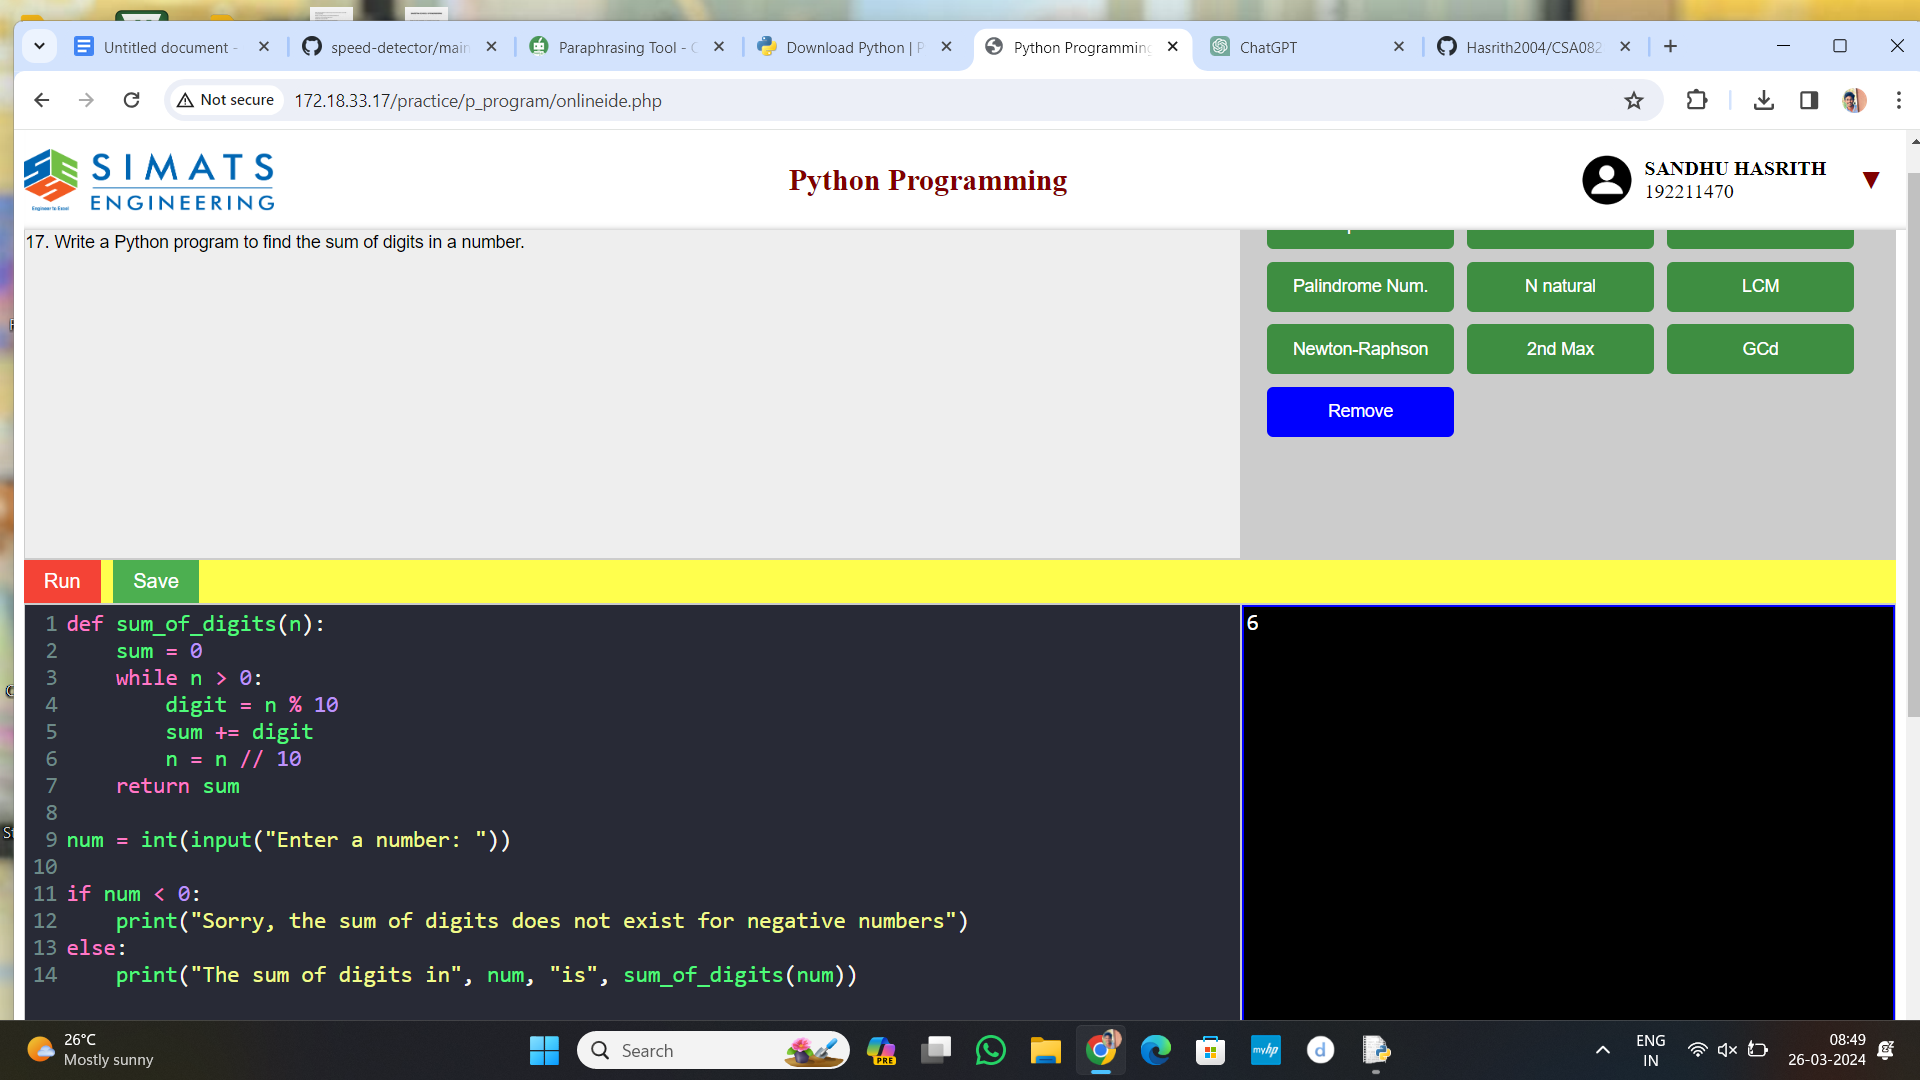 Untitled document -
speed-detector/main
Paraphrasing Tool -
Download Python | P
Python Programming
ChatGPT
Hasrith2004/CSA082
Not secure
172.18.33.17/practice/p_program/onlineide.php
SIMATS
ENGINEERING
Engineer to Excel
Python Programming
SANDHU HASRITH
192211470
17. Write a Python program to find the sum of digits in a number.
Palindrome Num.
N natural
LCM
Newton-Raphson
2nd Max
GCd
Remove
Run
Save
1 def sum_of_digits(n):
2 sum = 0
3 while n > 0:
4 digit = n % 10
5 sum += digit
6 n = n // 10
7 return sum
8
9 num = int(input("Enter a number: "))
10
11 if num < 0:
12 print("Sorry, the sum of digits does not exist for negative numbers")
13 else:
14 print("The sum of digits in", num, "is", sum_of_digits(num))
6
26°C
Mostly sunny
Search
PRE
myhp
d
ENG
IN
08:49
26-03-2024